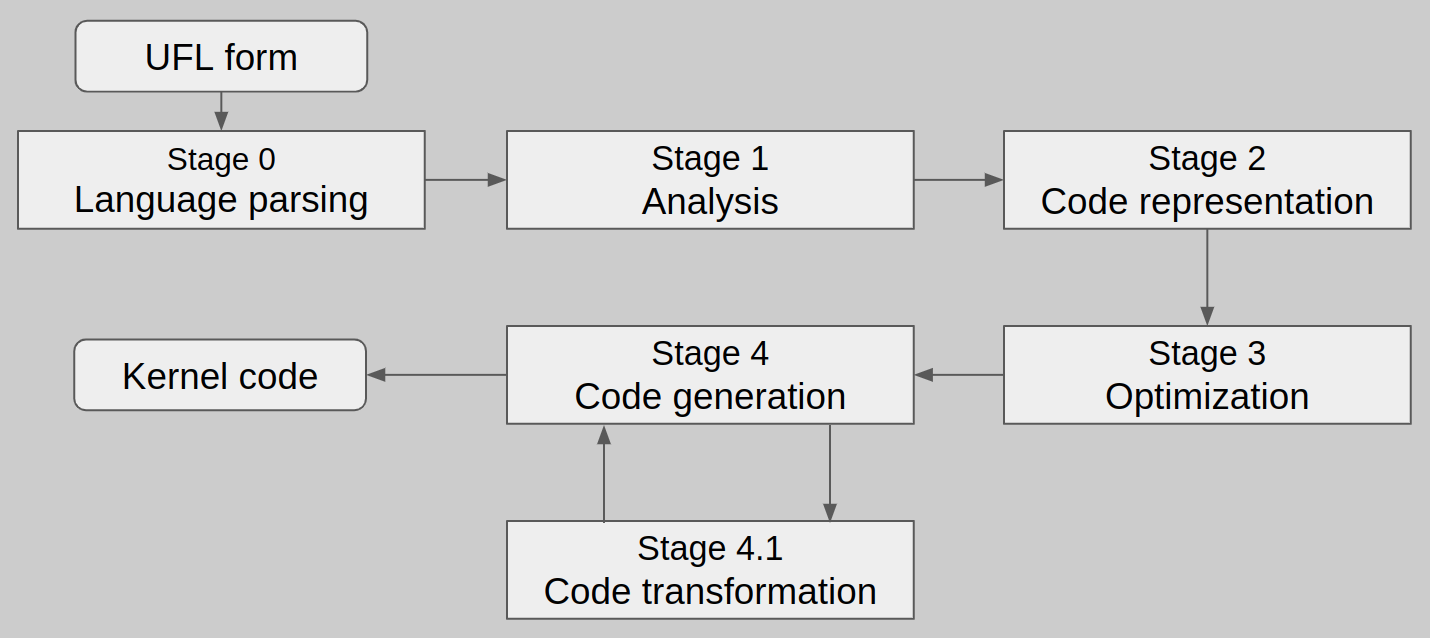 UFL form
Stage 0
Language parsing
Stage 1
Analysis
Stage 2
Code representation
Stage 3
Optimization
Stage 4
Code generation
Kernel code
Stage 4.1
Code transformation